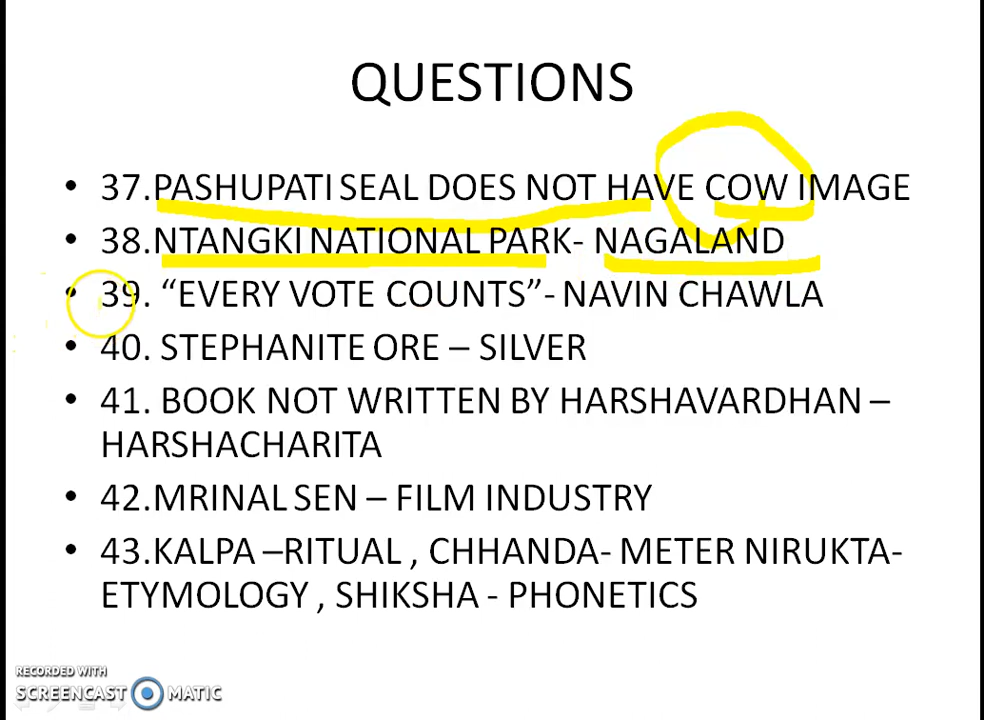 QUESTIONS
• 37.PASHUPATI SEAL DOES NOT HAVE COW IMAGE
• 38.NTANGKI NATIONAL PARK- NAGALAND
• 39. “EVERY VOTE COUNTS”- NAVIN CHAWLA
• 40. STEPHANITE ORE – SILVER
• 41. BOOK NOT WRITTEN BY HARSHAVARDHAN –
HARSHACHARITA
• 42.MRINAL SEN – FILM INDUSTRY
• 43.KALPA –RITUAL , CHHANDA- METER NIRUKTA-
ETYMOLOGY , SHIKSHA - PHONETICS
RECORDED WITH
SCREENCAST MATIC